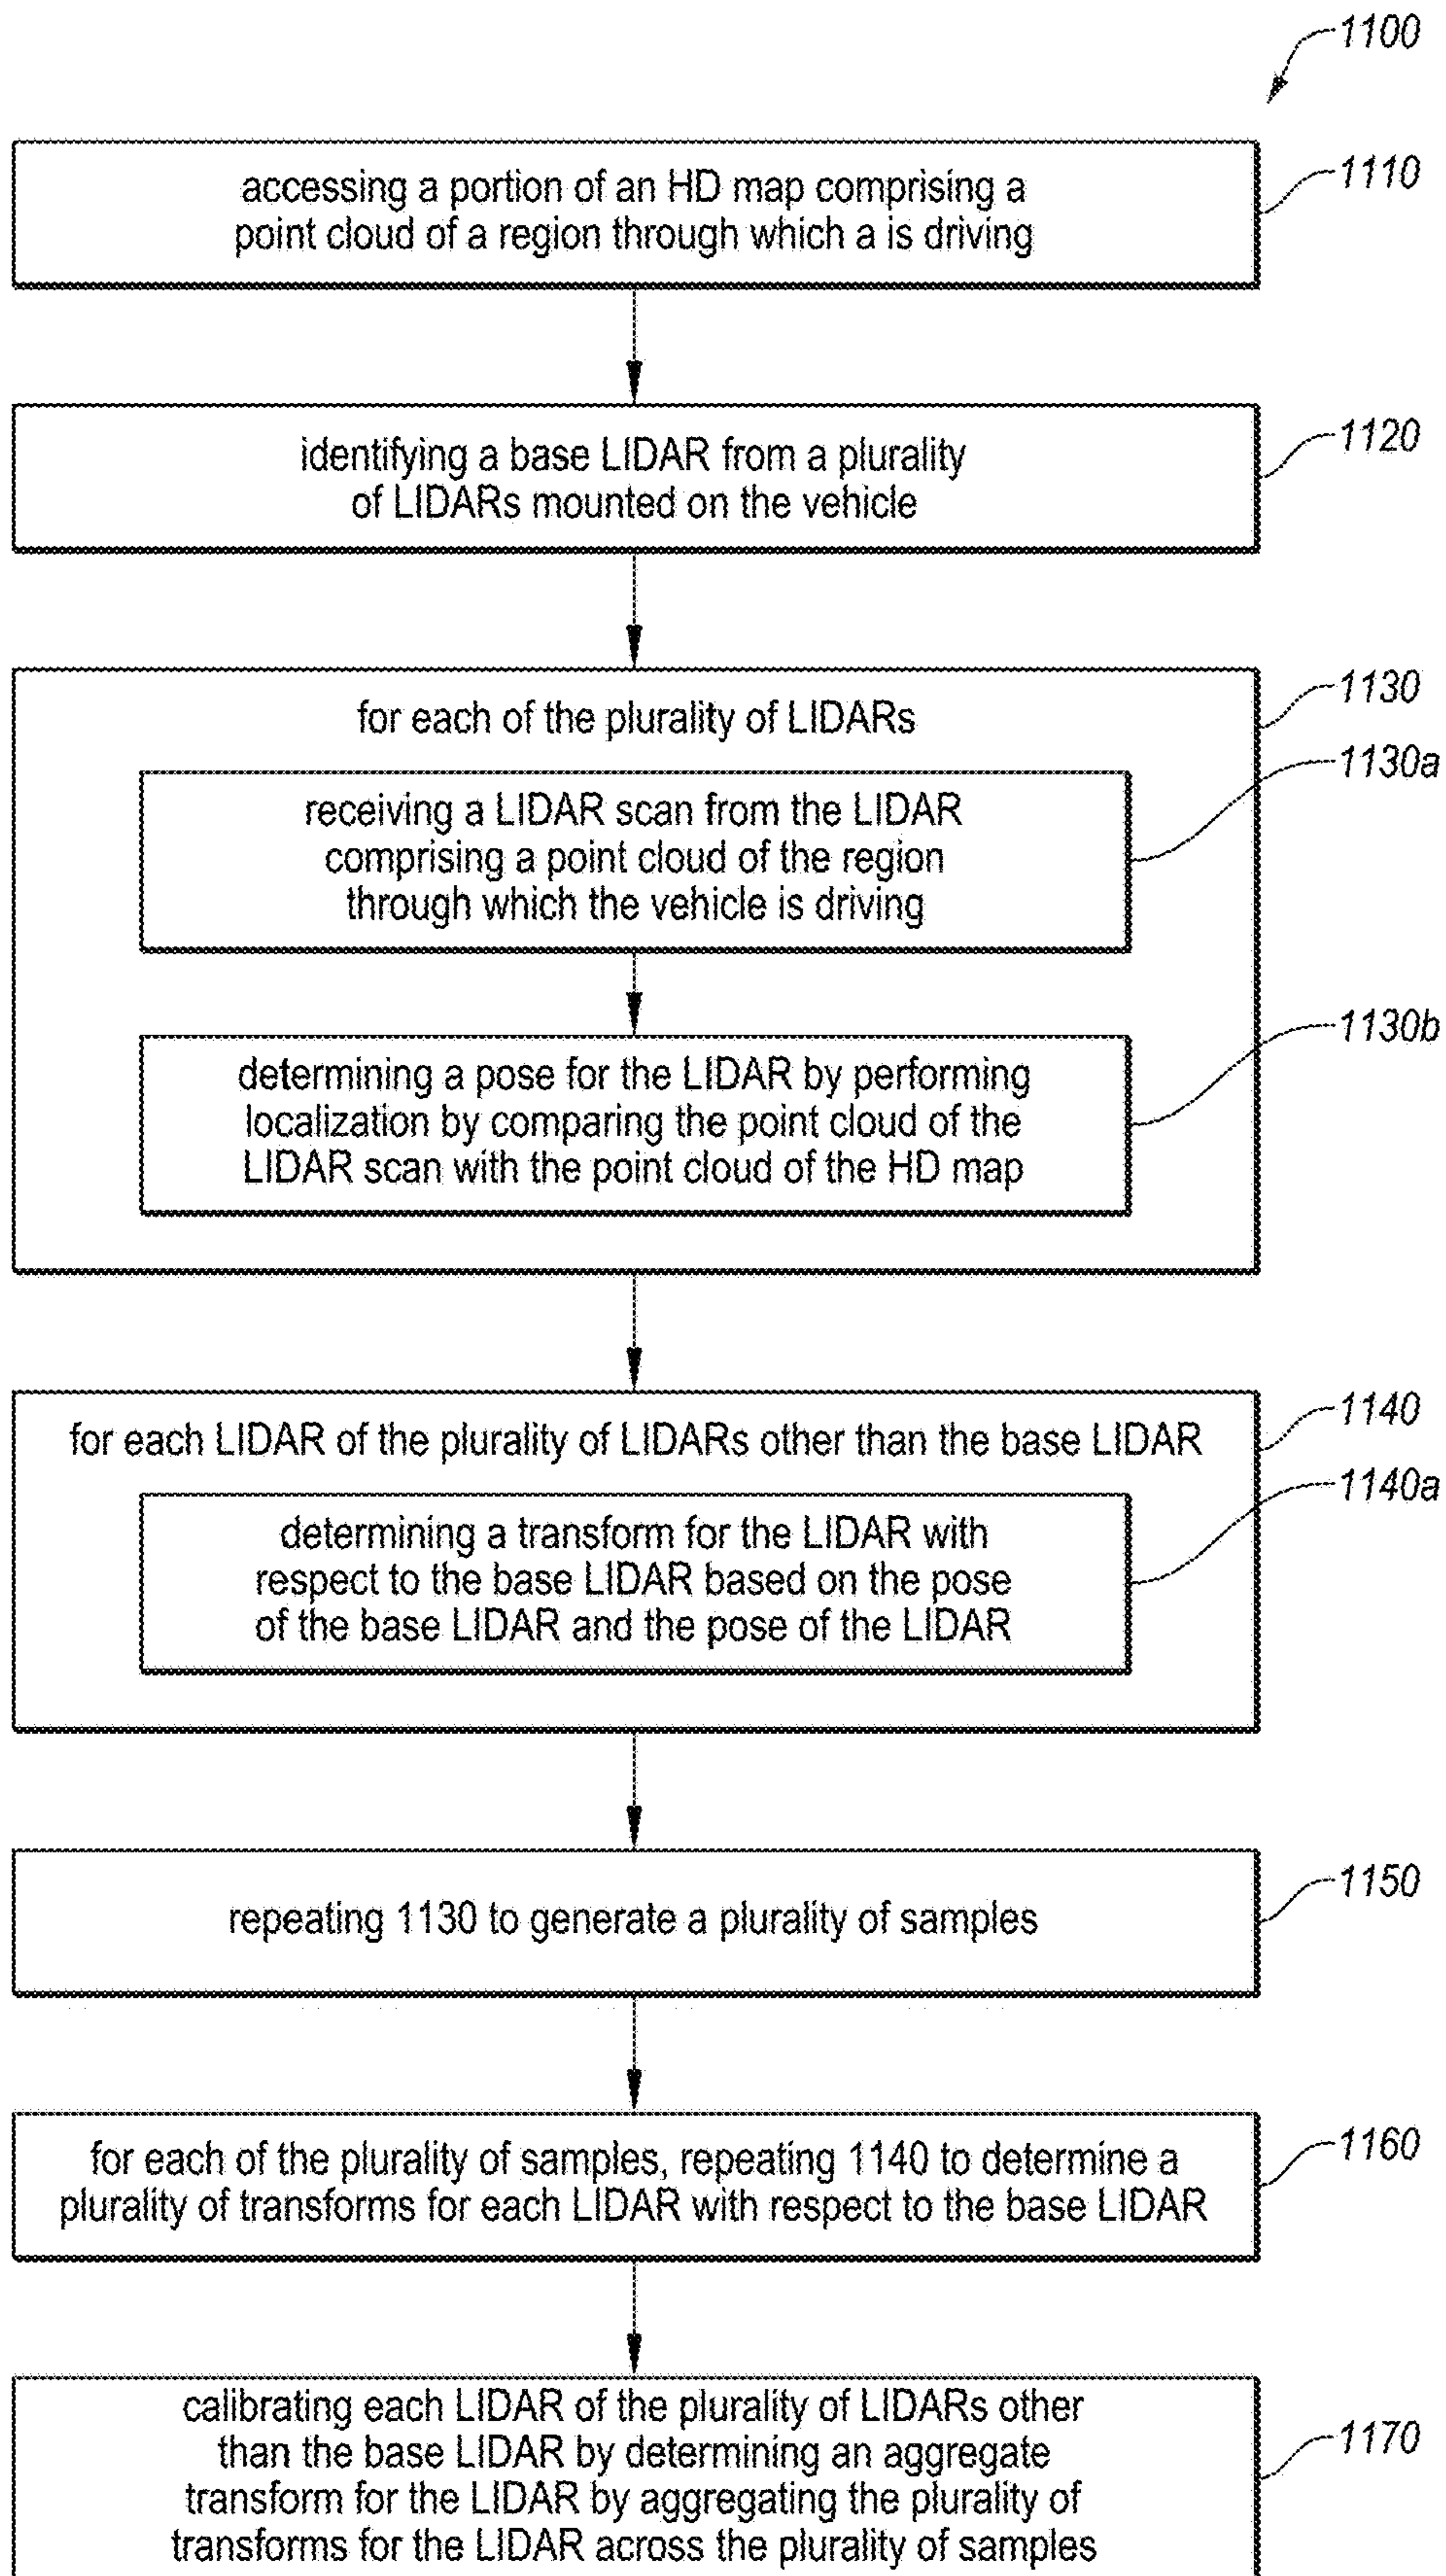 1100
accessing a portion of an HD map comprising a
point cloud of a region through which a is driving
1110
identifying a base LIDAR from a plurality
of LIDARs mounted on the vehicle
1120
for each of the plurality of LIDARs
1130
receiving a LIDAR scan from the LIDAR
comprising a point cloud of the region
through which the vehicle is driving
1130a
determining a pose for the LIDAR by performing
localization by comparing the point cloud of the
LIDAR scan with the point cloud of the HD map
1130b
for each LIDAR of the plurality of LIDARs other than the base LIDAR
1140
determining a transform for the LIDAR with
respect to the base LIDAR based on the pose
of the base LIDAR and the pose of the LIDAR
1140a
repeating 1130 to generate a plurality of samples
1150
for each of the plurality of samples, repeating 1140 to determine a
plurality of transforms for each LIDAR with respect to the base LIDAR
1160
calibrating each LIDAR of the plurality of LIDARs other
than the base LIDAR by determining an aggregate
transform for the LIDAR by aggregating the plurality of
transforms for the LIDAR across the plurality of samples
1170